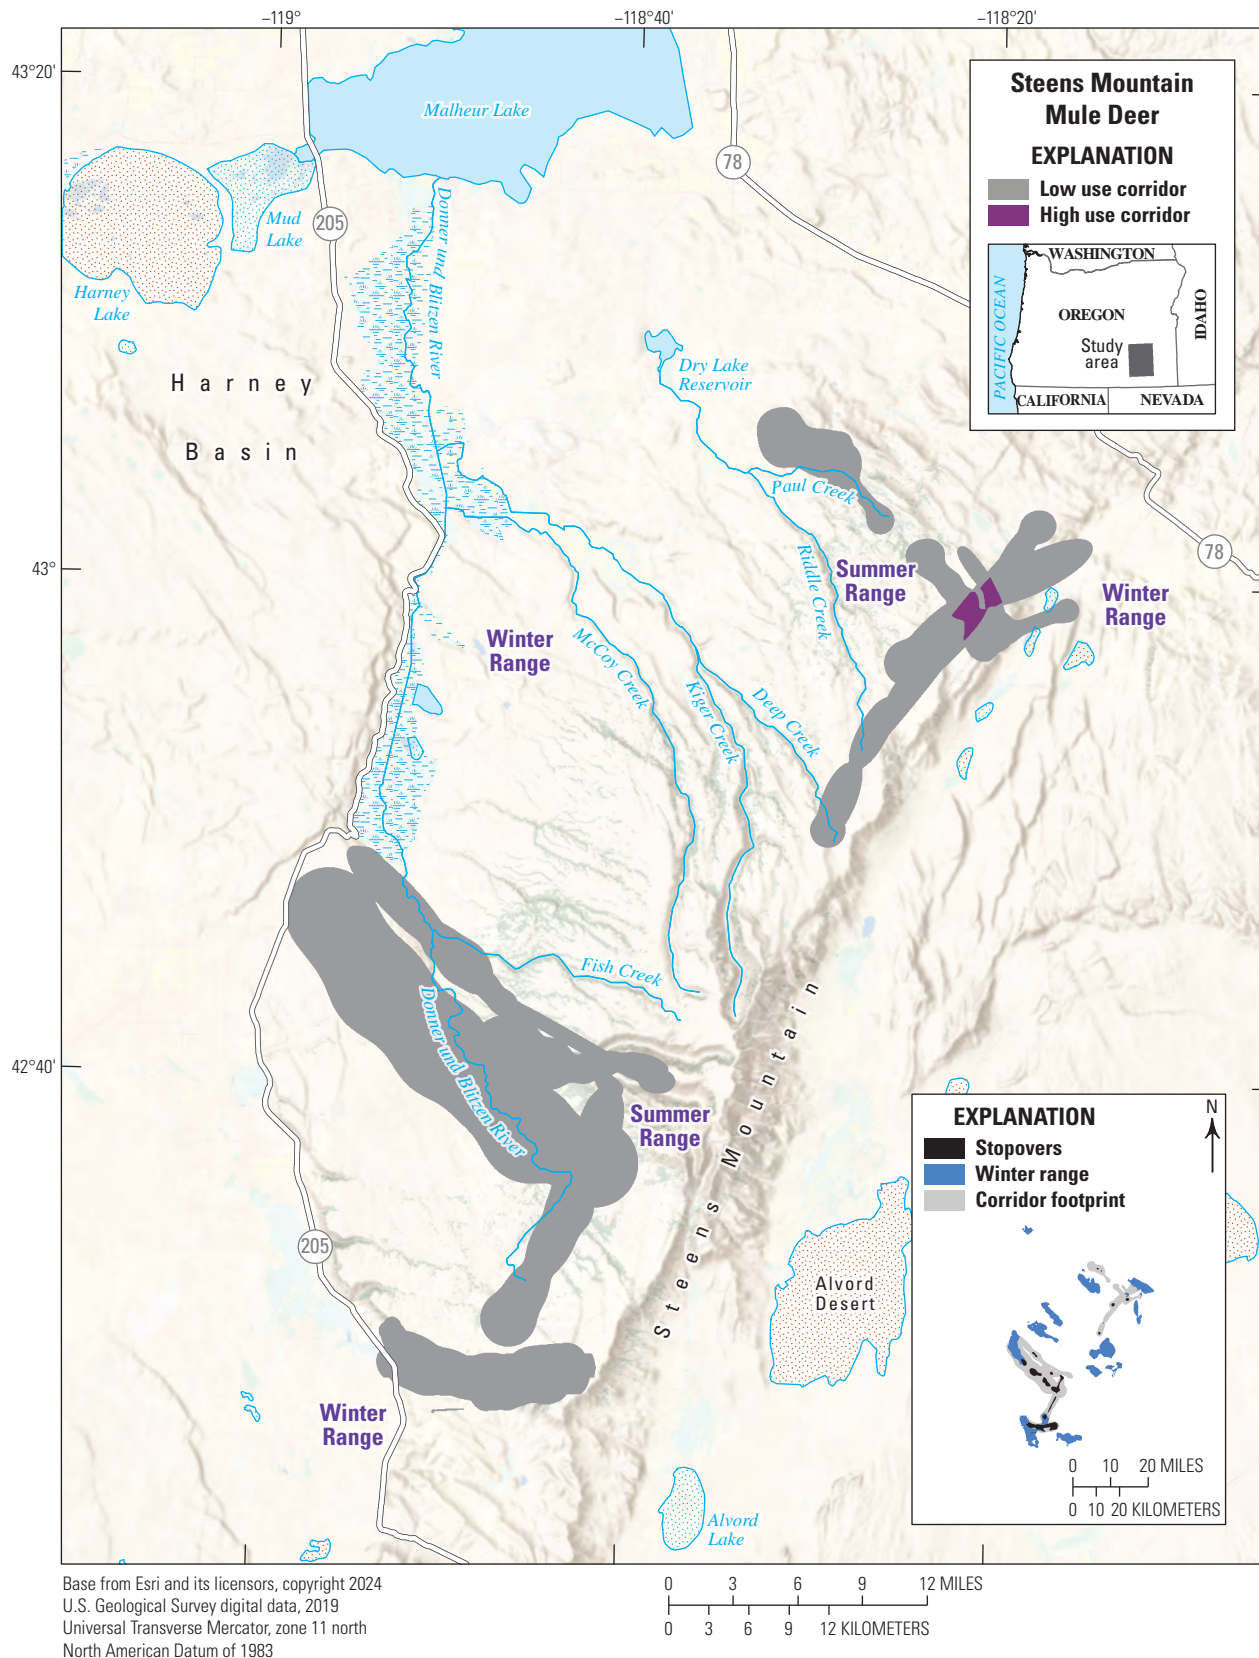 –119°
–118°40'
–118°20'
43°20'
43°
42°40'
Malheur Lake
78
205
Mud
Lake
Harney
Lake
Donner und Blitzen River
Harney
Basin
Dry Lake
Reservoir
Paul Creek
Riddle Creek
Summer
Range
Winter
Range
78
Winter
Range
McCoy Creek
Kiger Creek
Deep Creek
Fish Creek
Donner und Blitzen River
Summer
Range
Steens Mountain
205
Alvord
Desert
Winter
Range
Alvord
Lake
Steens Mountain
Mule Deer
EXPLANATION
Low use corridor
High use corridor
WASHINGTON
PACIFIC OCEAN
OREGON
IDAHO
Study
area
CALIFORNIA
NEVADA
EXPLANATION
N
Stopovers
Winter range
Corridor footprint
0 10 20 MILES
0 10 20 KILOMETERS
Base from Esri and its licensors, copyright 2024
U.S. Geological Survey digital data, 2019
Universal Transverse Mercator, zone 11 north
North American Datum of 1983
0 3 6 9 12 MILES
0 3 6 9 12 KILOMETERS